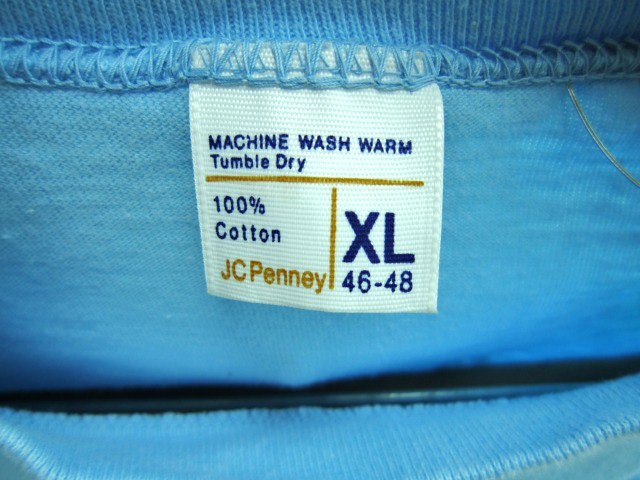 MACHINE WASH WARM
Tumble Dry
100%
Cotton
JCPenney
XL
46-48